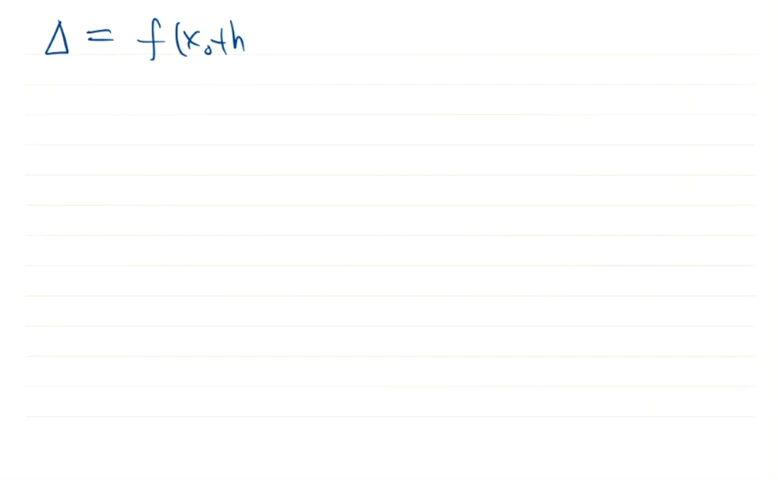 Δ = f(x₀+h